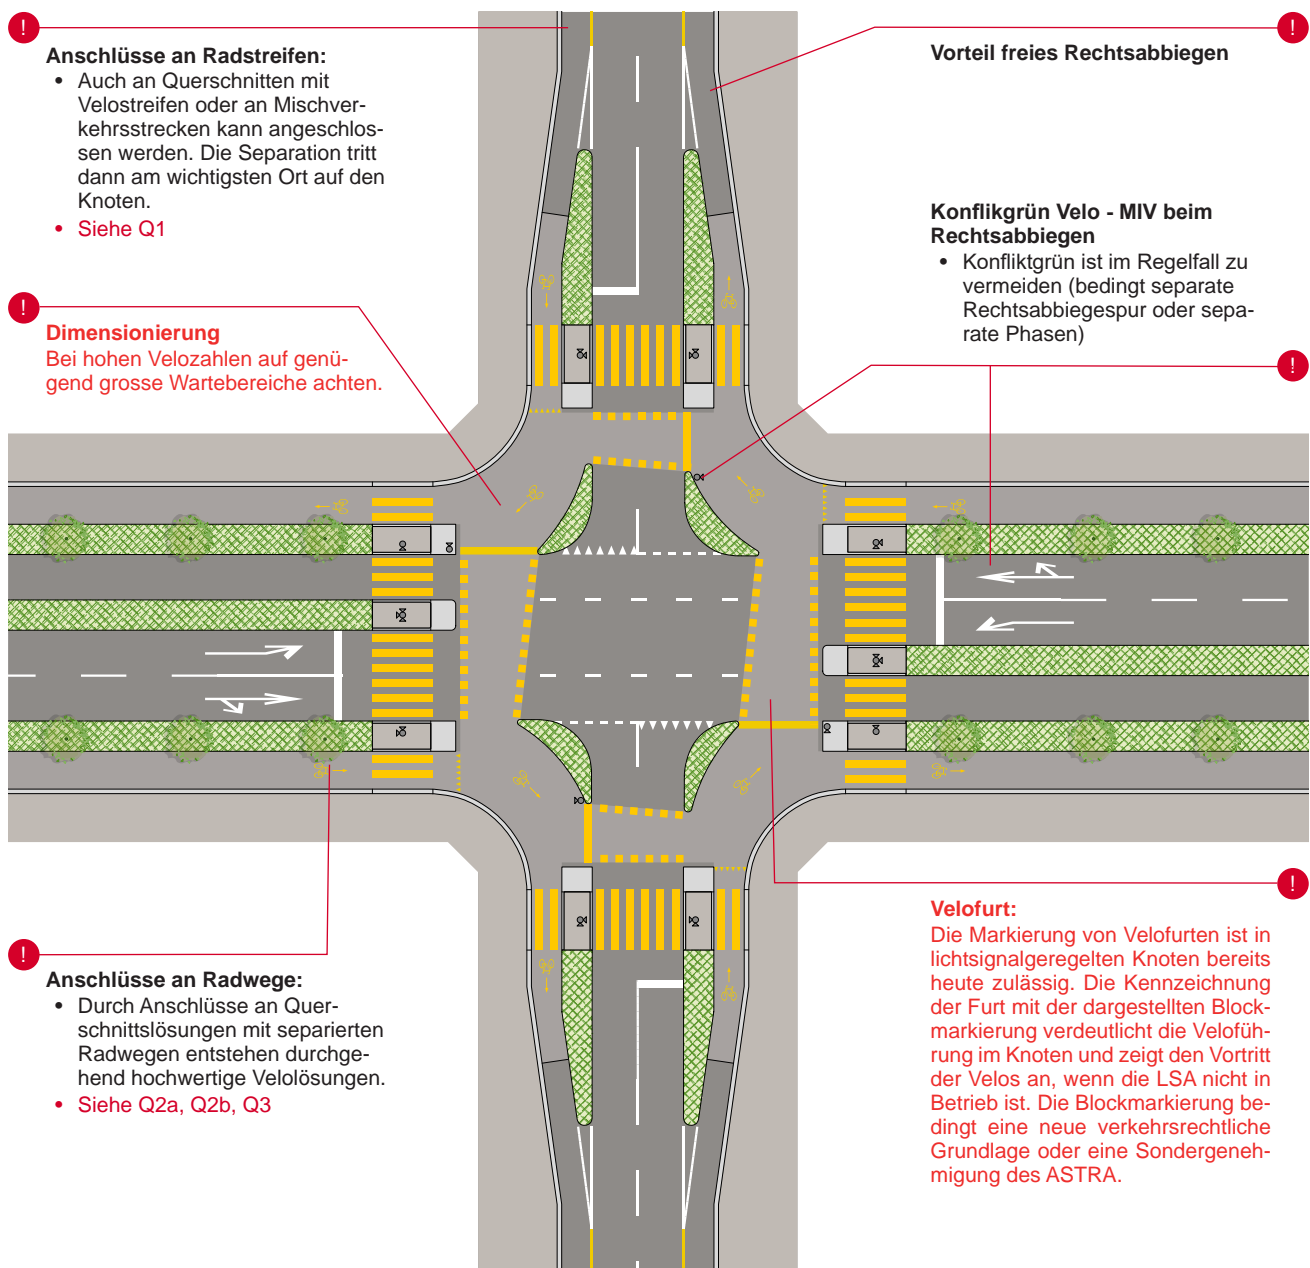 !
Anschlüsse an Radstreifen:
• Auch an Querschnitten mit
Velostreifen oder an Mischver-
kehrsstrecken kann angeschlos-
sen werden. Die Separation tritt
dann am wichtigsten Ort auf den
Knoten.
• Siehe Q1
!
Dimensionierung
Bei hohen Velozahlen auf genü-
gend grosse Wartebereiche achten.
!
Anschlüsse an Radwege:
• Durch Anschlüsse an Quer-
schnittslösungen mit separierten
Radwegen entstehen durchge-
hend hochwertige Velolösungen.
• Siehe Q2a, Q2b, Q3
!
Vorteil freies Rechtsabbiegen
Konflikgrün Velo - MIV beim
Rechtsabbiegen
• Konfliktgrün ist im Regelfall zu
vermeiden (bedingt separate
Rechtsabbiegespur oder sepa-
rate Phasen)
!
!
Velofurt:
Die Markierung von Velofurten ist in
lichtsignalgeregelten Knoten bereits
heute zulässig. Die Kennzeichnung
der Furt mit der dargestellten Block-
markierung verdeutlicht die Veloführ-
rung im Knoten und zeigt den Vortritt
der Velos an, wenn die LSA nicht in
Betrieb ist. Die Blockmarkierung be-
dingt eine neue verkehrsrechtliche
Grundlage oder eine Sondergeneh-
migung des ASTRA.